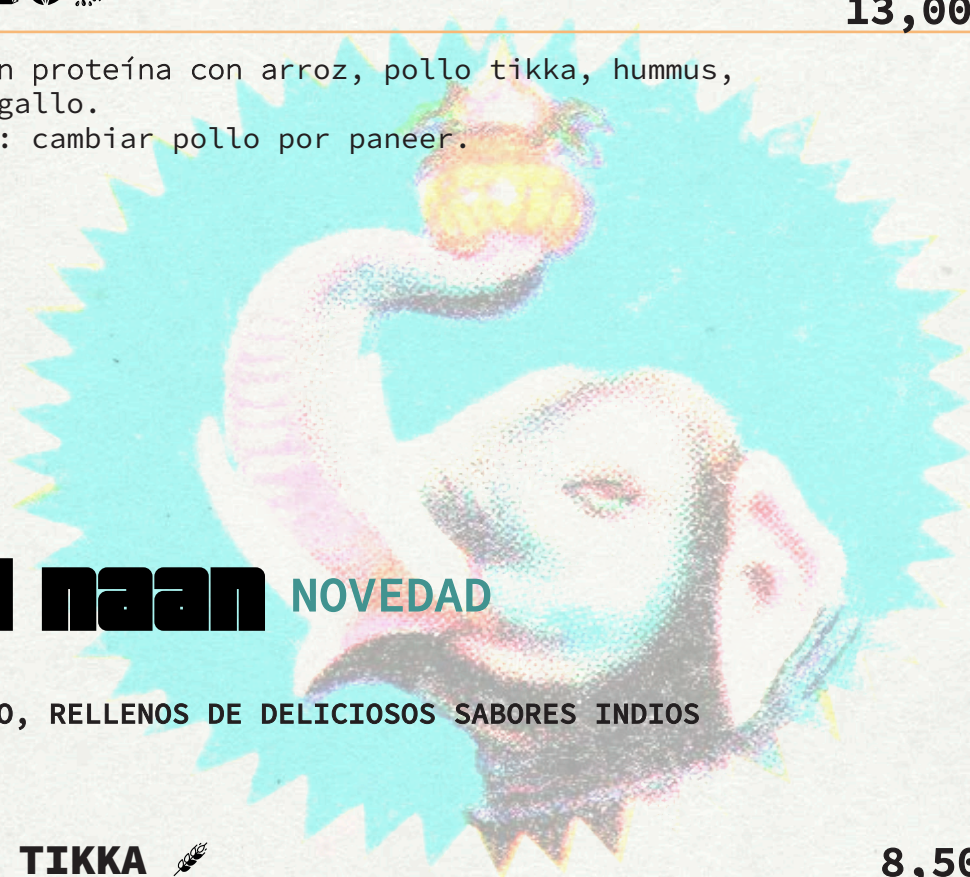 13,00
n proteína con arroz, pollo tikka, hummus,
gallo.
: cambiar pollo por paneer.
naan NOVEDAD
O, RELLENOS DE DELICIOSOS SABORES INDIOS
TIKKA 8,50